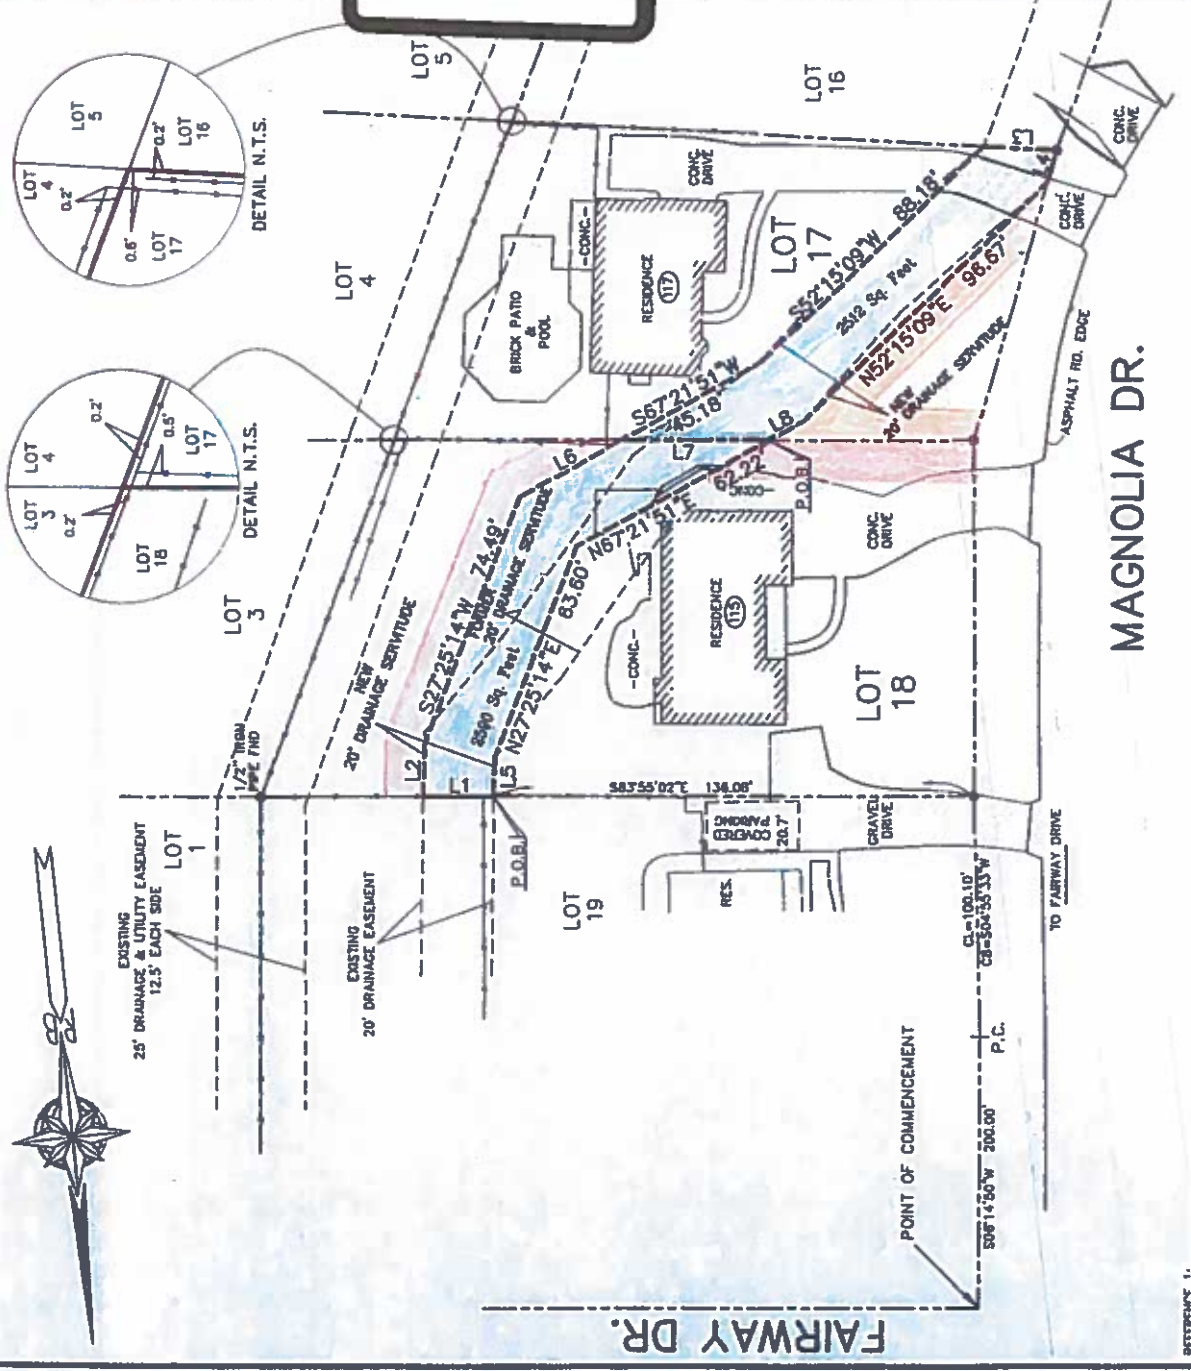 LOT
5
LOT
4
0.2'
0.2'
LOT
16
0.6'
LOT
17
DETAIL N.T.S.
LOT
4
LOT
3
0.2'
0.2'
0.5'
LOT
17
LOT
18
DETAIL N.T.S.
LOT
5
LOT
16
LOT
4
LOT
3
LOT
1
1/2" IRON
PIPE FND
EXISTING
25' DRAINAGE & UTILITY EASEMENT
12.5' EACH SIDE
EXISTING
20' DRAINAGE EASEMENT
NEW
20' DRAINAGE SERVITUDE
BRICK PATIO
&
POOL
-CONC.-
RESIDENCE
117
CONC.
DRIVE
LOT
17
S52°15'09"W 88.18'
2512 Sq. Feet
N52°15'09"E 96.67'
NEW
20' DRAINAGE SERVITUDE
L3
CONC.
DRIVE
CONC.
DRIVE
S67°21'51"W
45.18'
L6
L7
L8
S27°25'14"W 74.49'
FORMER
20' DRAINAGE SERVITUDE
2590 Sq. Feet
N27°25'14"E 63.60'
N67°21'51"E 62.22'
L2
L1
L5
P.O.B.
P.O.B.
-CONC-
-CONC.-
RESIDENCE
115
CONC.
DRIVE
LOT
18
ASPHALT RD. EDGE
MAGNOLIA DR.
S83°55'02"E 136.08'
COVERED
PARKING
20.7'
GRAVEL
DRIVE
RES.
LOT
19
CL=100.10'
CB=S04°55'33"W
TO FAIRWAY DRIVE
P.C.
POINT OF COMMENCEMENT
S06°14'50"W 200.00'
FAIRWAY DR.